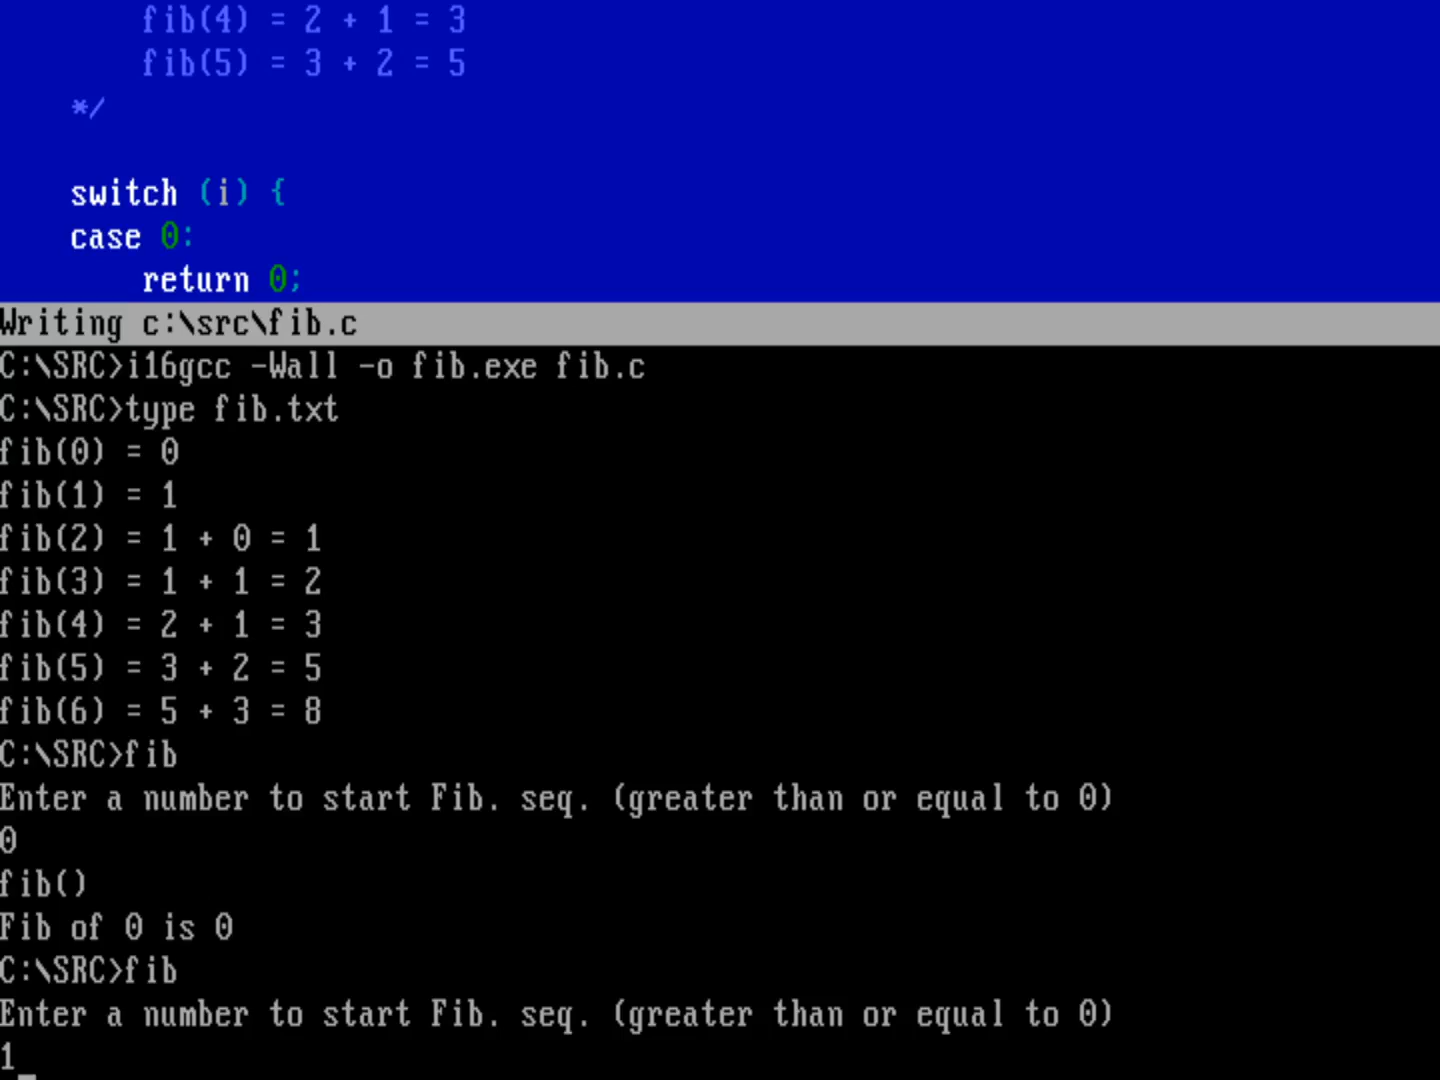 fib(4) = 2 + 1 = 3
fib(5) = 3 + 2 = 5
*/
switch (i) {
case 0:
return 0;
Writing c:\src\fib.c
C:\SRC>i16gcc -Wall -o fib.exe fib.c
C:\SRC>type fib.txt
fib(0) = 0
fib(1) = 1
fib(2) = 1 + 0 = 1
fib(3) = 1 + 1 = 2
fib(4) = 2 + 1 = 3
fib(5) = 3 + 2 = 5
fib(6) = 5 + 3 = 8
C:\SRC>fib
Enter a number to start Fib. seq. (greater than or equal to 0)
0
fib()
Fib of 0 is 0
C:\SRC>fib
Enter a number to start Fib. seq. (greater than or equal to 0)
1_